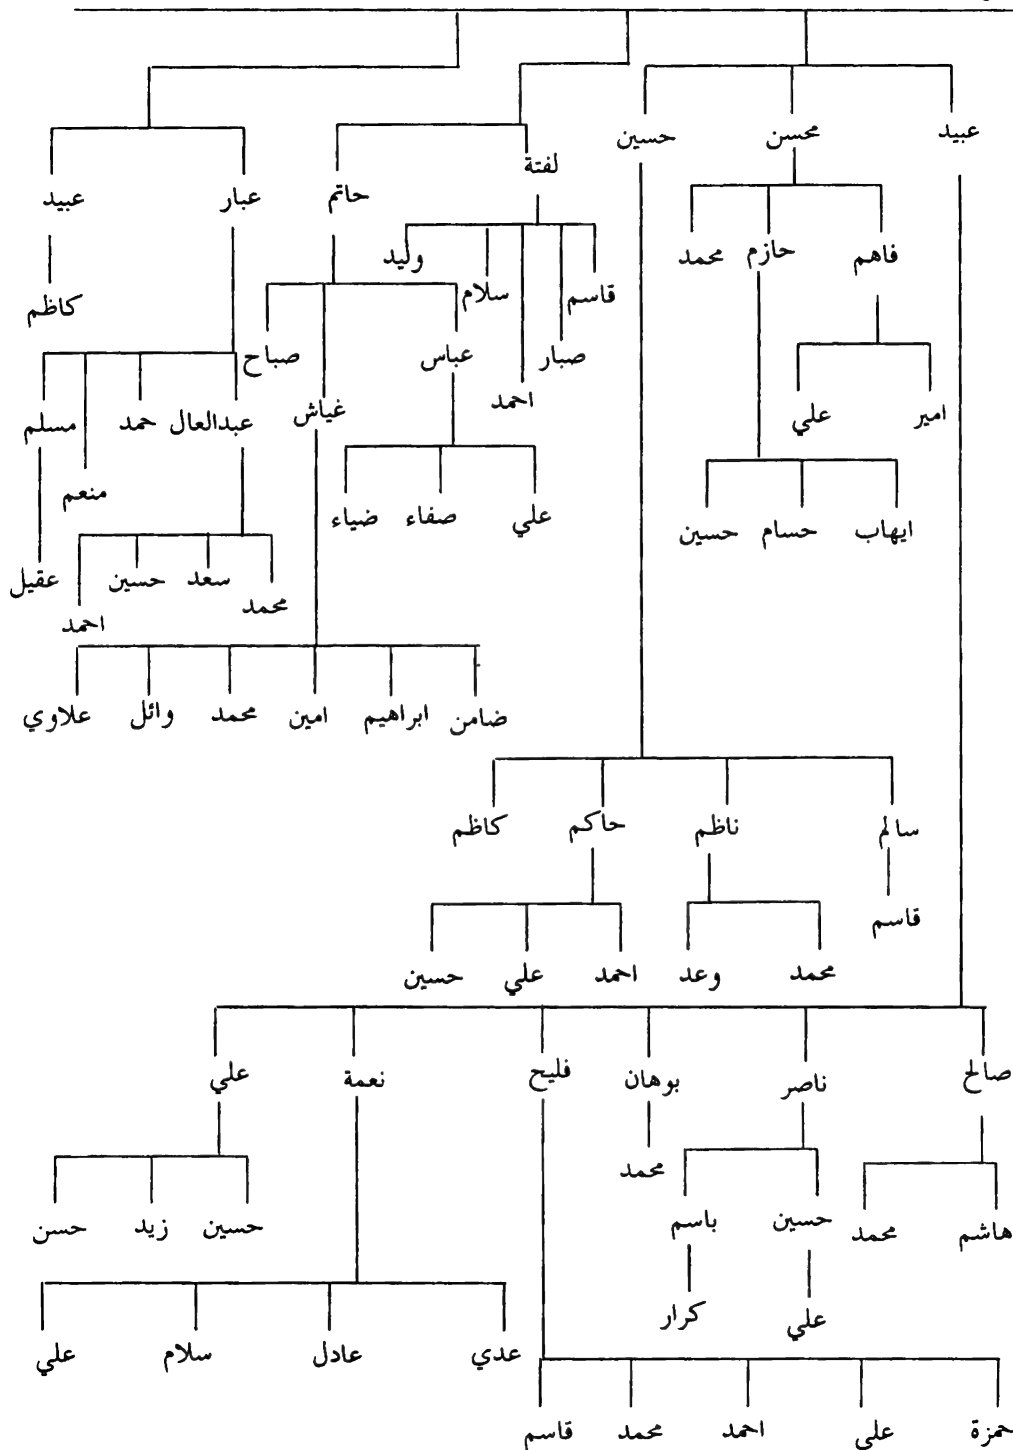 عبيد محسن حسين
لفتة حاتم عبار عبيد
فاهم حازم محمد
قاسم صبار احمد سلام وليد
كاظم
عباس غياش صباح
امير علي
عبدالعال حمد منعم مسلم
ايهاب حسام حسين
علي صفاء ضياء
محمد سعد حسين احمد عقيل
ضامن ابراهيم امين محمد وائل علاوي
سالم ناظم حاكم كاظم
قاسم
محمد وعد احمد علي حسين
صالح ناصر بوهان فليح نعمة علي
محمد
هاشم محمد حسين باسم حسين زيد حسن
علي كرار
عدي عادل سلام علي
حمزة علي احمد محمد قاسم